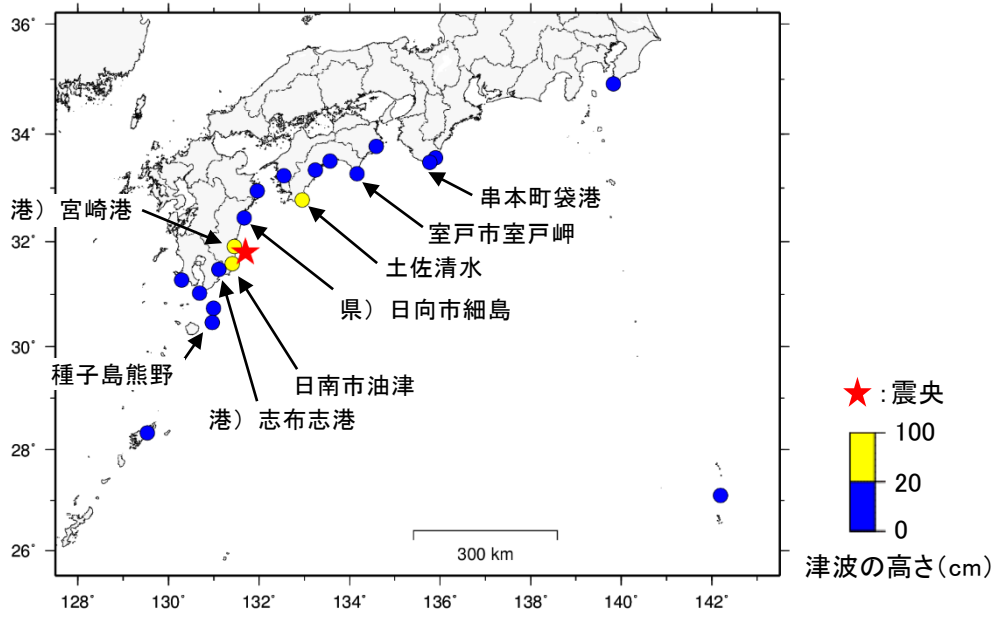 36˚
34˚
32˚
30˚
28˚
26˚
港）宮崎港
串本町袋港
室戸市室戸岬
土佐清水
県）日向市細島
種子島熊野
日南市油津
港）志布志港
300 km
128˚ 130˚ 132˚ 134˚ 136˚ 138˚ 140˚ 142˚
：震央
100
20
0
津波の高さ(cm)